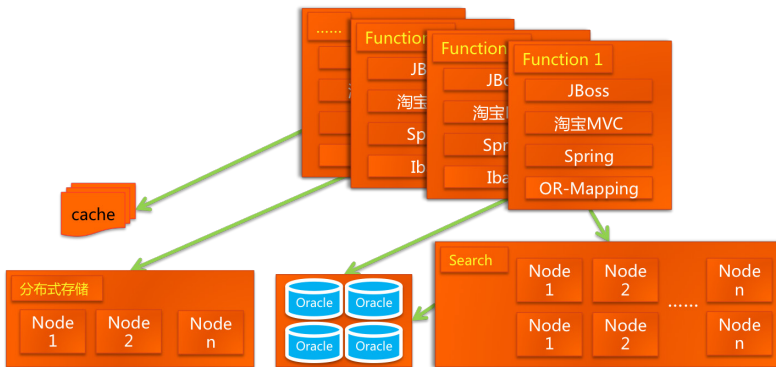 ......
Function
Function
Function 1
JBoss
淘宝MVC
Spring
OR-Mapping
cache
分布式存储
Node 1
Node 2
Node n
Oracle
Oracle
Oracle
Oracle
Search
Node 1
Node 2
......
Node n
Node 1
Node 2
Node n